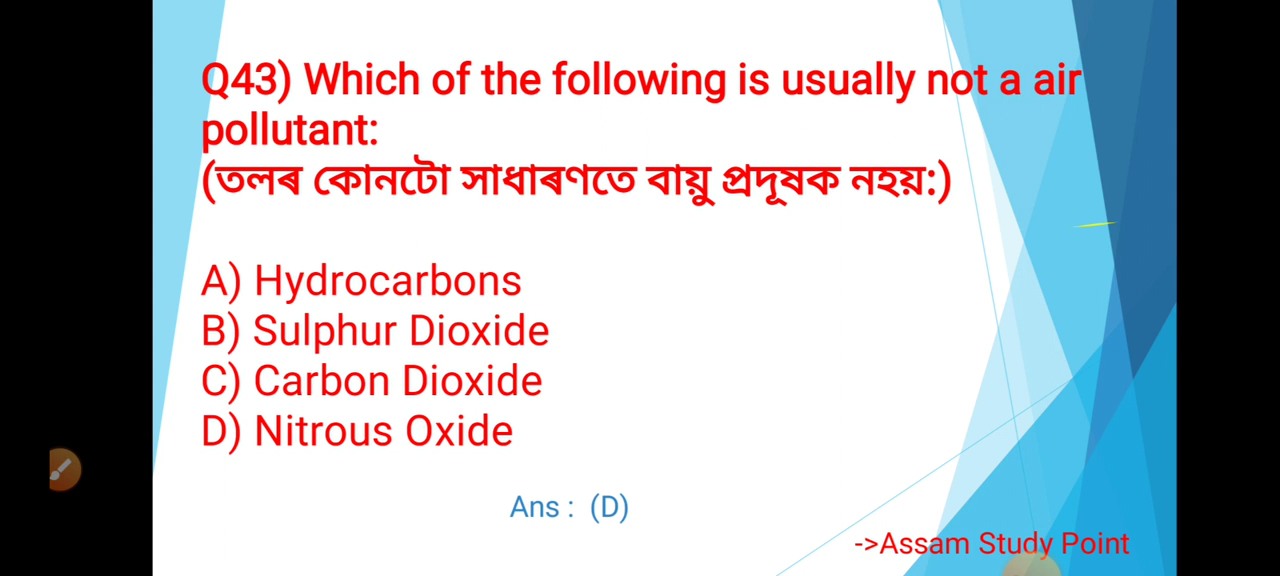 Q43) Which of the following is usually not a air
pollutant:
(তলৰ কোনটো সাধাৰণতে বায়ু প্ৰদূষক নহয়:)
A) Hydrocarbons
B) Sulphur Dioxide
C) Carbon Dioxide
D) Nitrous Oxide
Ans : (D)
->Assam Study Point